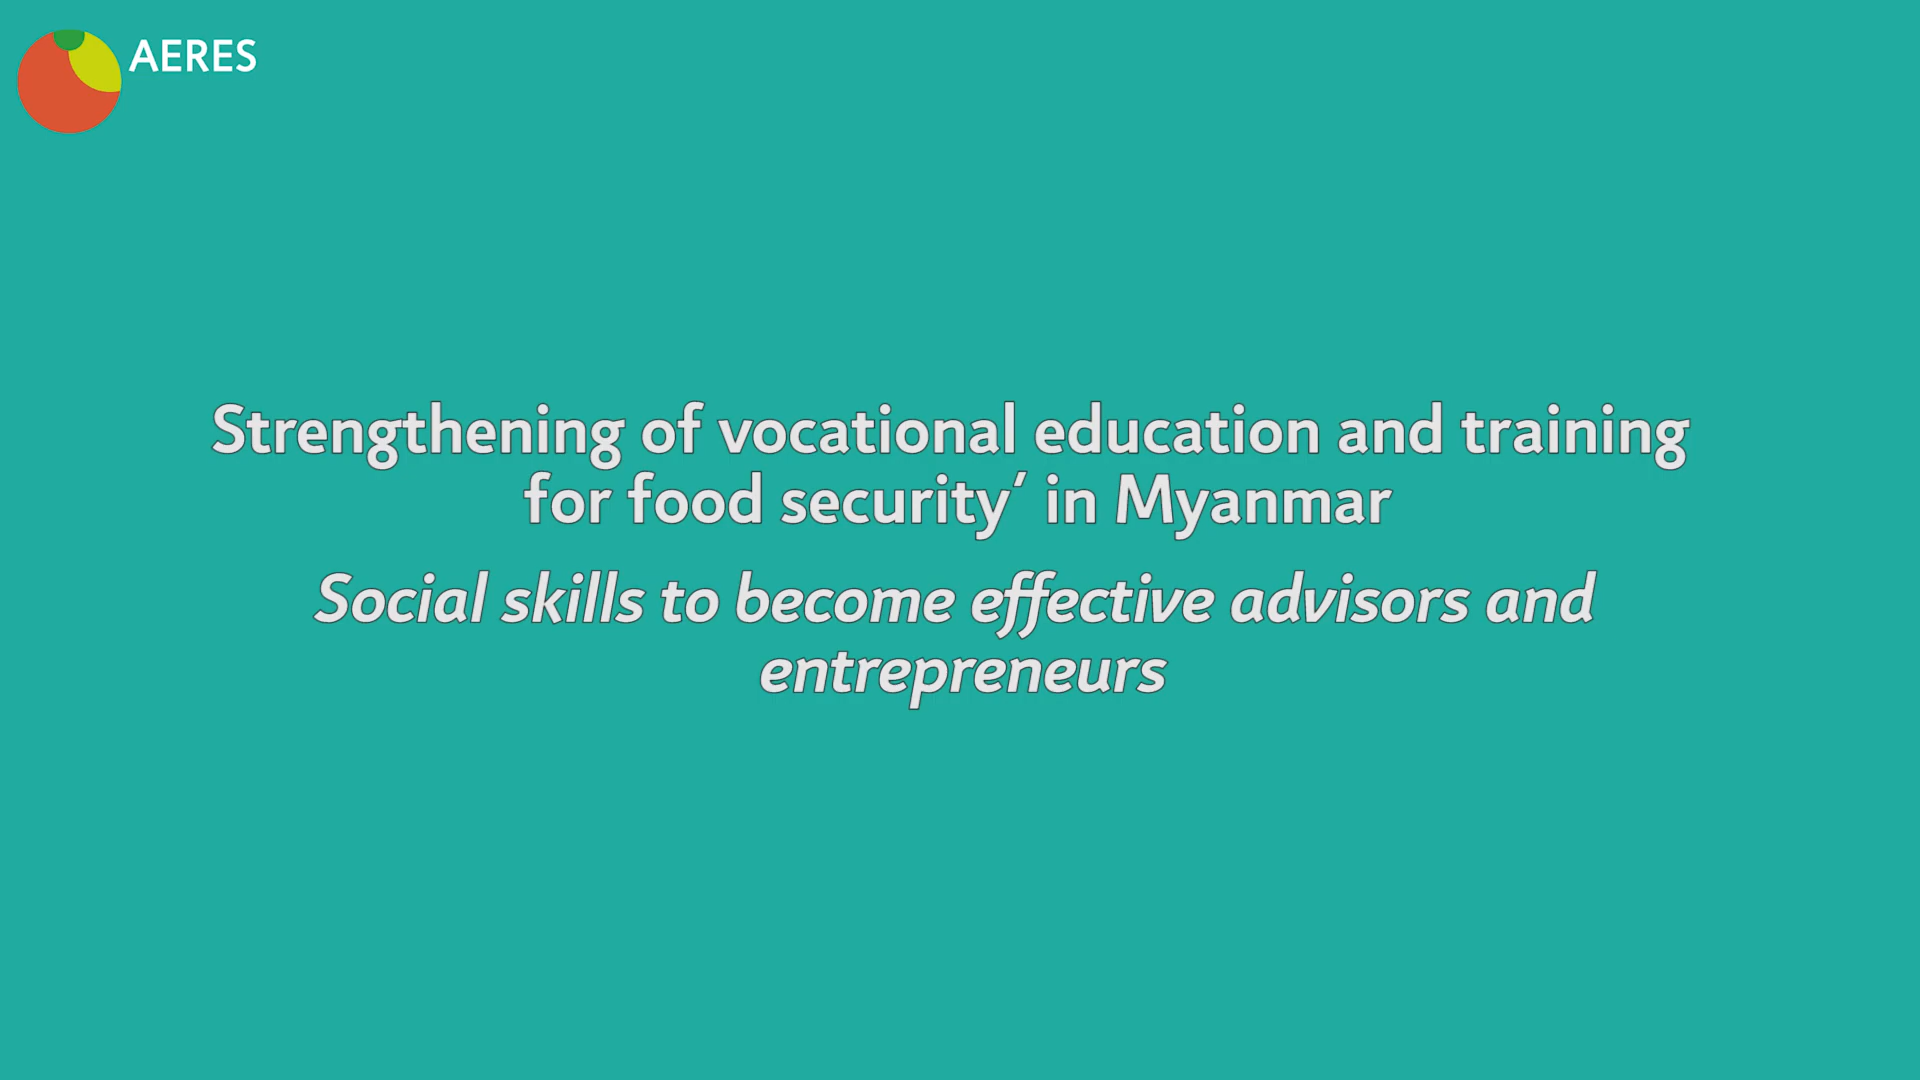 AERES
Strengthening of vocational education and training
for food security’ in Myanmar
Social skills to become effective advisors and
entrepreneurs